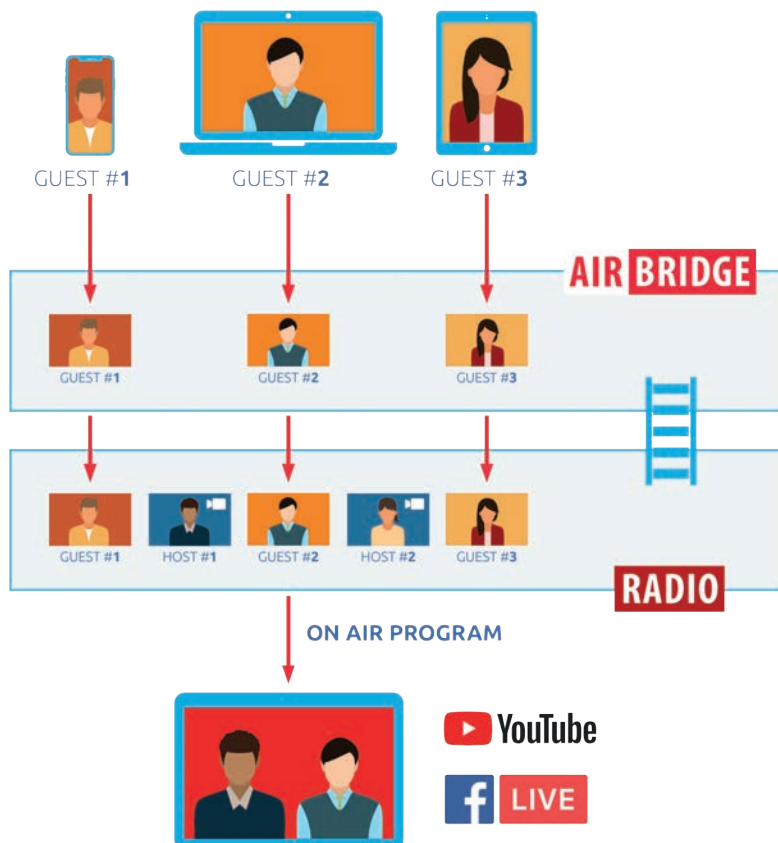 GUEST #1
GUEST #2
GUEST #3
AIR BRIDGE
GUEST #1
GUEST #2
GUEST #3
GUEST #1
HOST #1
GUEST #2
HOST #2
GUEST #3
RADIO
ON AIR PROGRAM
YouTube
f LIVE